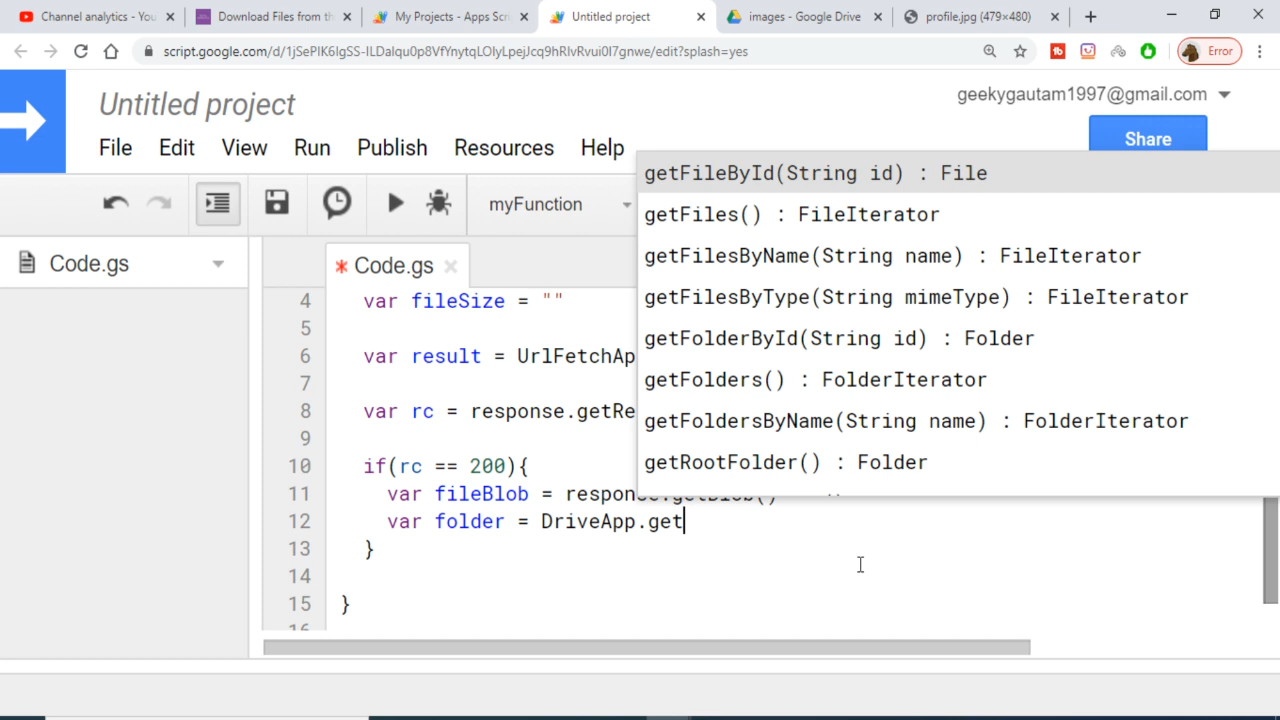 Channel analytics - You
Download Files from th
My Projects - Apps Scr
Untitled project
images - Google Drive
profile.jpg (479×480)
script.google.com/d/1jSePIK6IgSS-ILDaIqu0p8VfYnytqLOIyLpejJcq9hRlvRvui0I7gnwe/edit?splash=yes
Error
Untitled project
geekygautam1997@gmail.com
File Edit View Run Publish Resources Help
Share
myFunction
Code.gs
* Code.gs
getFileById(String id) : File
getFiles() : FileIterator
getFilesByName(String name) : FileIterator
getFilesByType(String mimeType) : FileIterator
getFolderById(String id) : Folder
getFolders() : FolderIterator
getFoldersByName(String name) : FolderIterator
getRootFolder() : Folder
4 var fileSize = ""
5
6 var result = UrlFetchAp
7
8 var rc = response.getRe
9
10 if(rc == 200){
11 var fileBlob = response.getBlob()
12 var folder = DriveApp.get
13 }
14
15 }
16